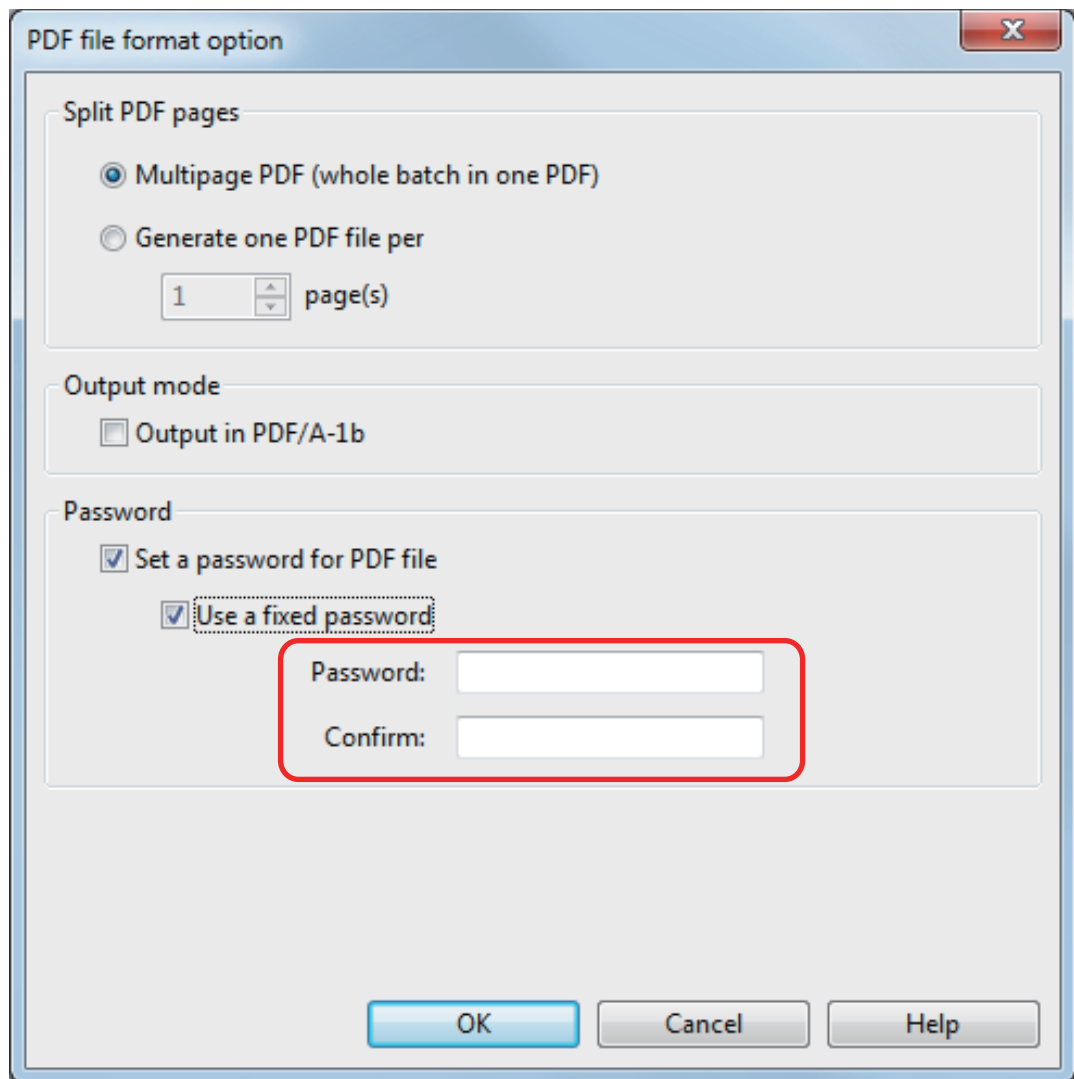 PDF file format option
Split PDF pages
Multipage PDF (whole batch in one PDF)
Generate one PDF file per
1 page(s)
Output mode
Output in PDF/A-1b
Password
Set a password for PDF file
Use a fixed password
Password:
Confirm:
OK Cancel Help